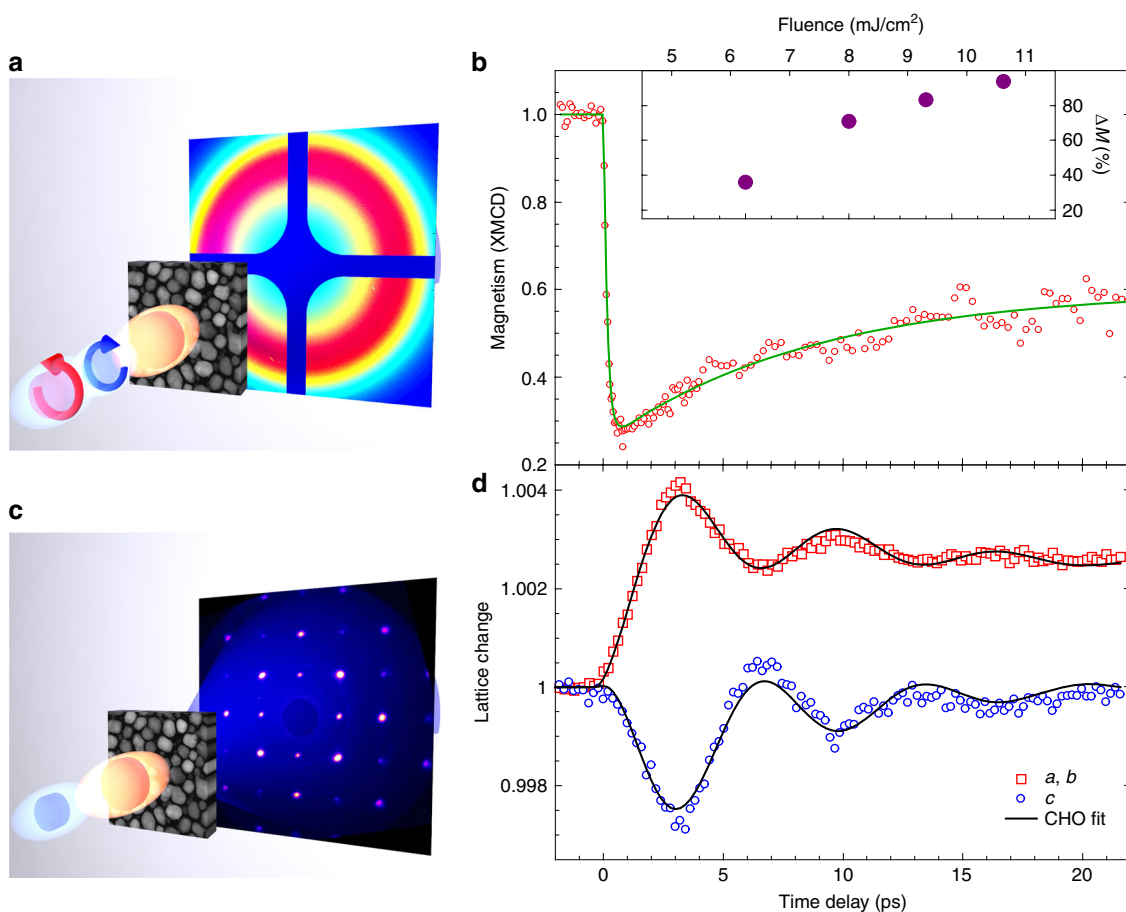 a
b
Fluence (mJ/cm²)
5 6 7 8 9 10 11
80
60
40
20
ΔM (%)
1.0
0.8
0.6
0.4
0.2
Magnetism (XMCD)
c
d
1.004
1.002
1
0.998
Lattice change
a, b
c
CHO fit
0 5 10 15 20
Time delay (ps)